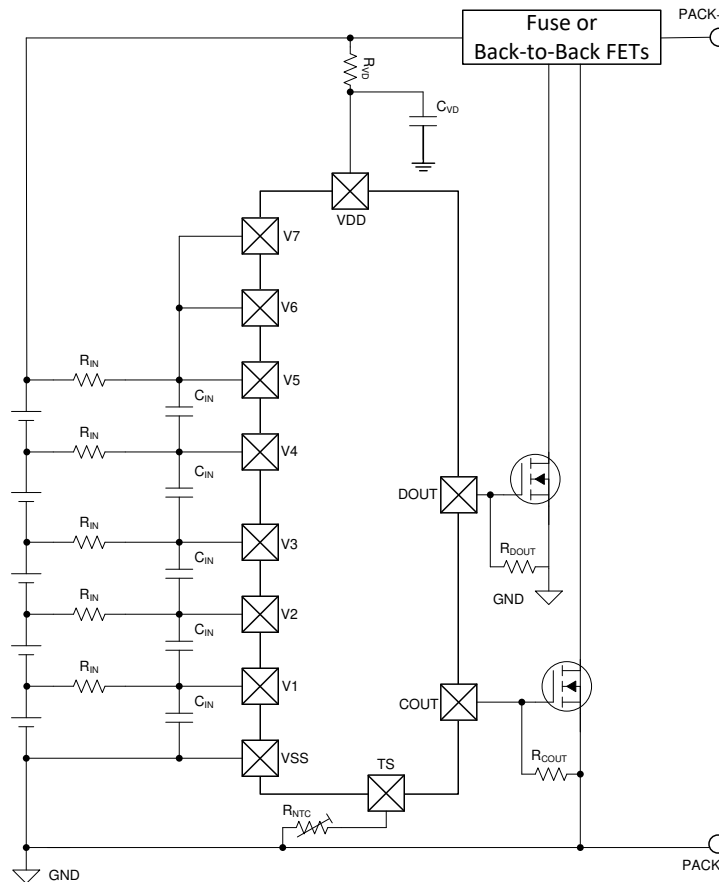 Fuse or
Back-to-Back FETs
PACK-
RVD
CVD
VDD
V7
V6
RIN
V5
CIN
RIN
V4
CIN
DOUT
RIN
V3
RDOUT
CIN
GND
RIN
V2
CIN
RIN
V1
COUT
CIN
VSS
TS
RCOUT
RNTC
GND
PACK